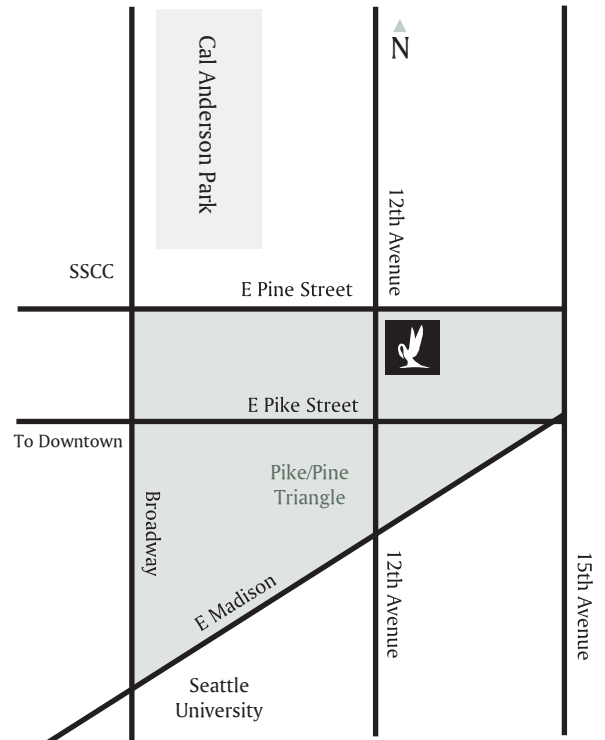 Cal Anderson Park
N
12th Avenue
SSCC
E Pine Street
E Pike Street
To Downtown
Pike/Pine
Triangle
Broadway
E Madison
12th Avenue
15th Avenue
Seattle
University